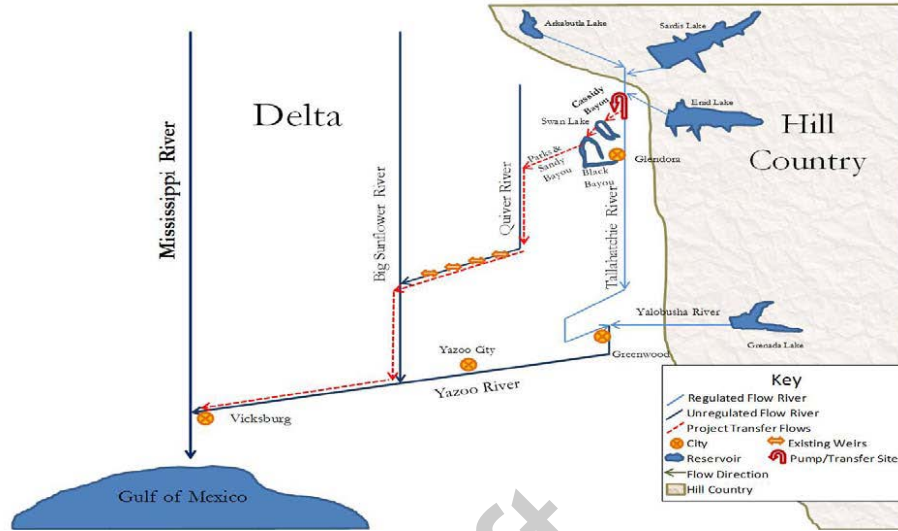 Arkabutla Lake
Sardis Lake
Enid Lake
Hill
Country
Delta
Cassidy
Bayou
Swan Lake
Parks &
Sandy
Bayou
Black
Bayou
Glendora
Mississippi River
Big Sunflower River
Quiver River
Tallahatchie River
Yalobusha River
Grenada Lake
Greenwood
Yazoo City
Yazoo River
Vicksburg
Gulf of Mexico
Key
Regulated Flow River
Unregulated Flow River
Project Transfer Flows
City
Existing Weirs
Reservoir
Pump/Transfer Site
Flow Direction
Hill Country